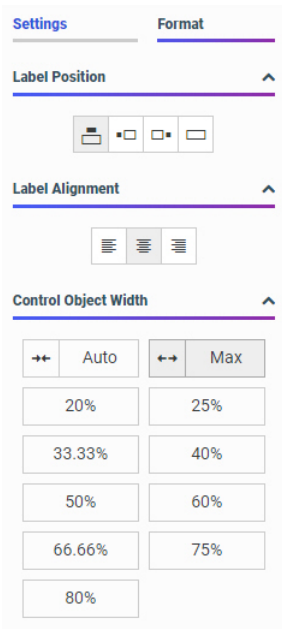 Settings Format
Label Position
Label Alignment
Control Object Width
Auto Max
20% 25%
33.33% 40%
50% 60%
66.66% 75%
80%